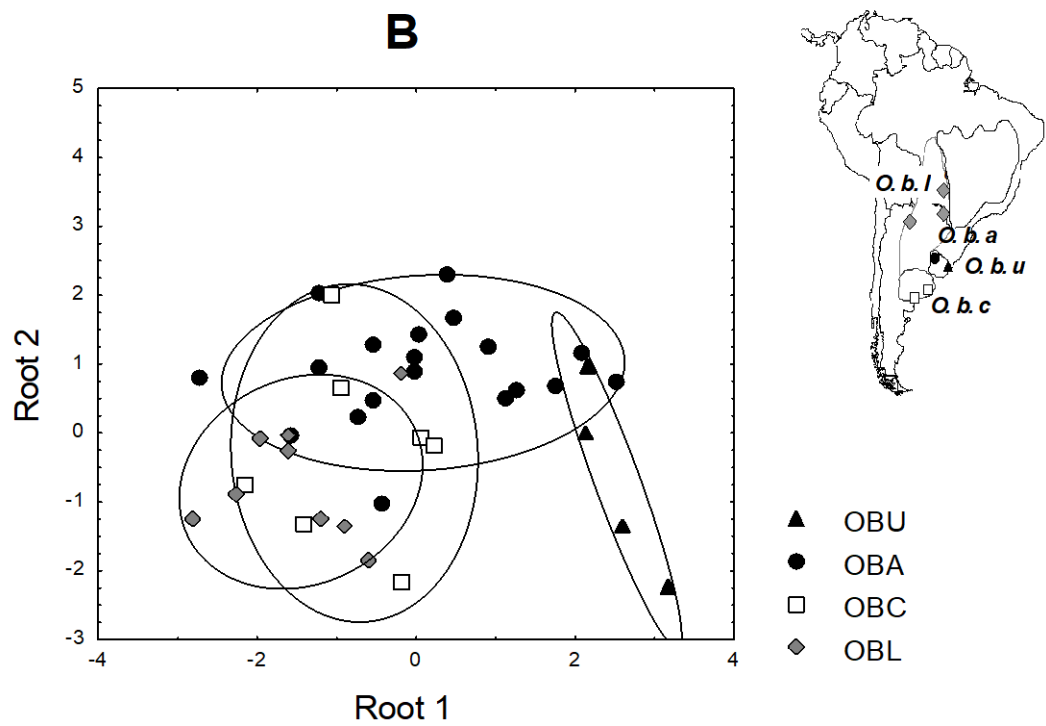 B
5
4
3
2
1
0
-1
-2
-3
Root 2
-4
-2
0
2
4
Root 1
O. b. l
O. b. a
O. b. u
O. b. c
OBU
OBA
OBC
OBL